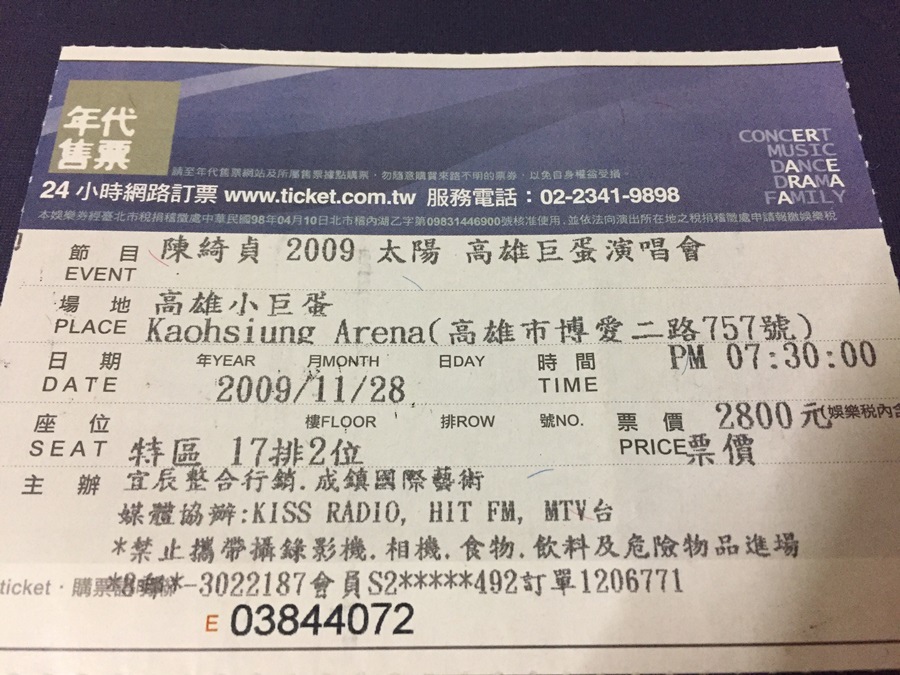 年代
售票
CONCERT
MUSIC
DANCE
DRAMA
FAMILY
請至年代售票網站及所屬售票據點購票，勿隨意購買來路不明的票券，以免自身權益受損。
24 小時網路訂票 www.ticket.com.tw 服務電話：02-2341-9898
本娛樂券經臺北市稅捐稽徵處中華民國98年04月10日北市稽內湖乙字第09831446900號核准使用，並依法向演出所在地之稅捐稽徵處申請報繳娛樂稅
節目 陳綺貞 2009 太陽 高雄巨蛋演唱會
EVENT
場地 高雄小巨蛋
PLACE Kaohsiung Arena(高雄市博愛二路757號)
日期 年YEAR 月MONTH 日DAY 時間 PM 07:30:00
DATE 2009/11/28 TIME
座位 樓FLOOR 排ROW 號NO. 票價 2800元(娛樂稅內含
SEAT 特區 17排2位 PRICE 票價
主辦 宜辰整合行銷.成鎮國際藝術
媒體協辦:KISS RADIO, HIT FM, MTV台
*禁止攜帶攝錄影機.相機.食物.飲料及危險物品進場
ticket・購票 -3022187會員S2*****492訂單1206771
E 03844072